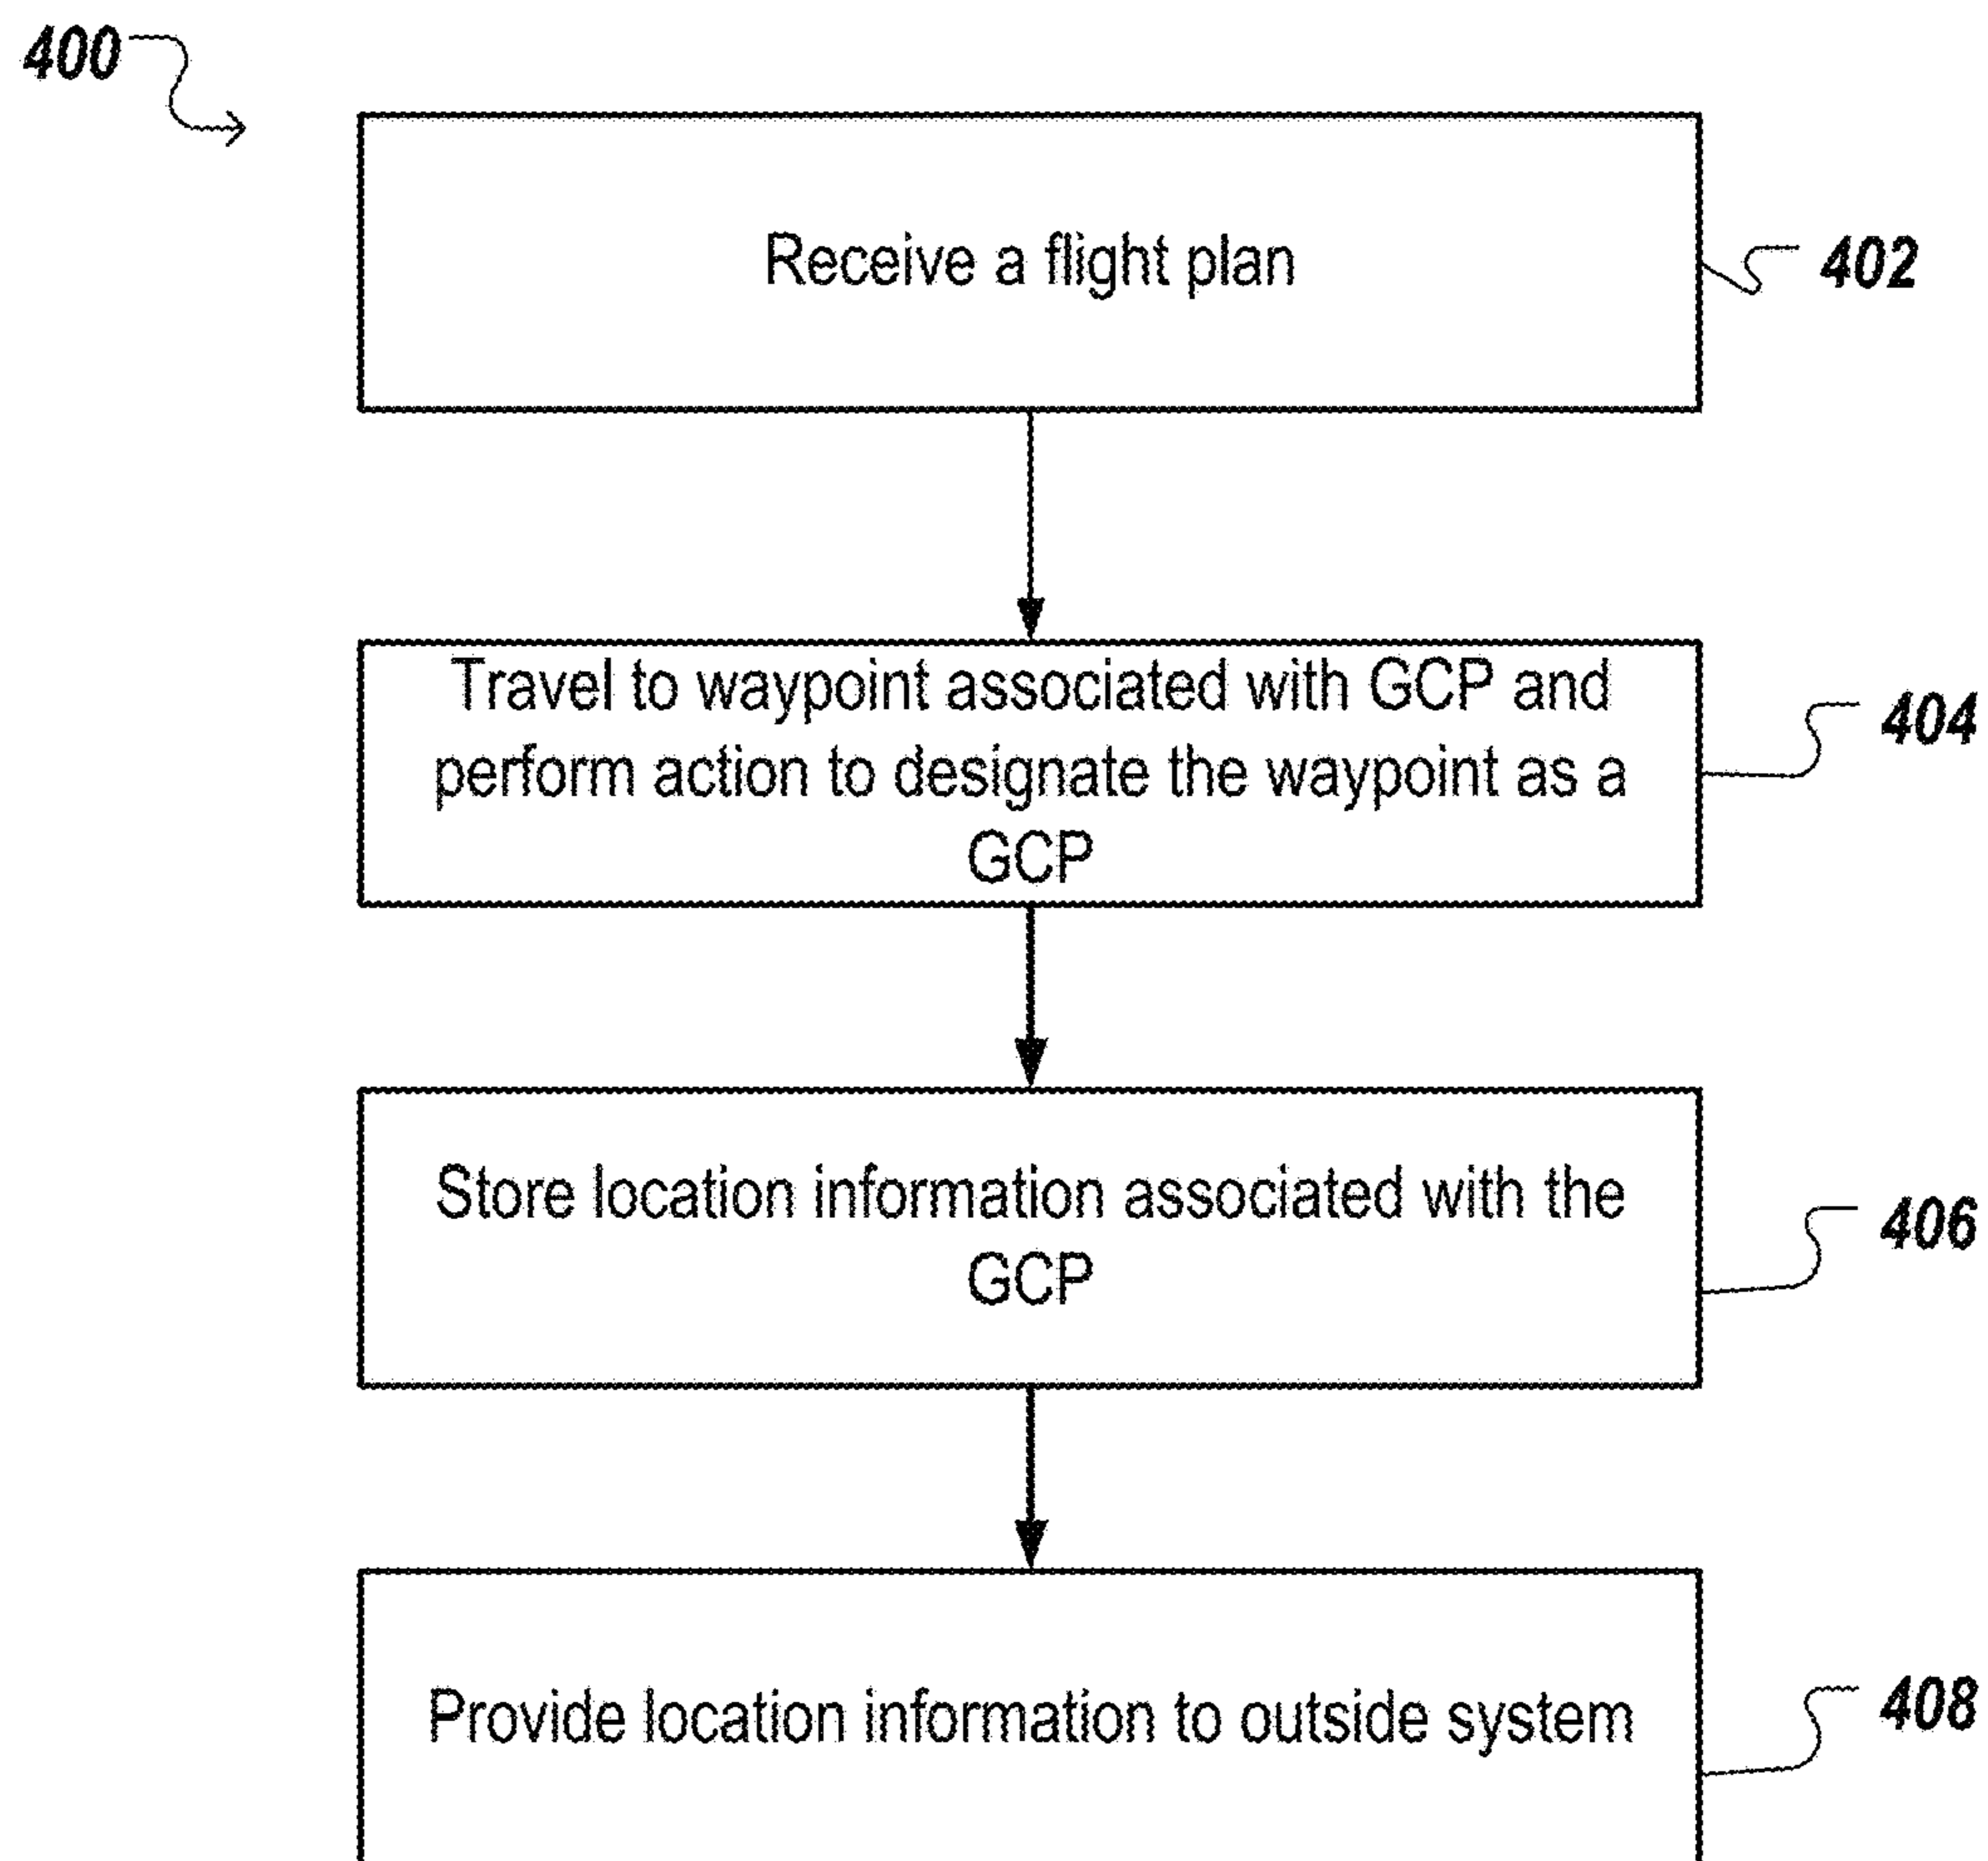 400
Receive a flight plan
402
Travel to waypoint associated with GCP and
perform action to designate the waypoint as a
GCP
404
Store location information associated with the
GCP
406
Provide location information to outside system
408